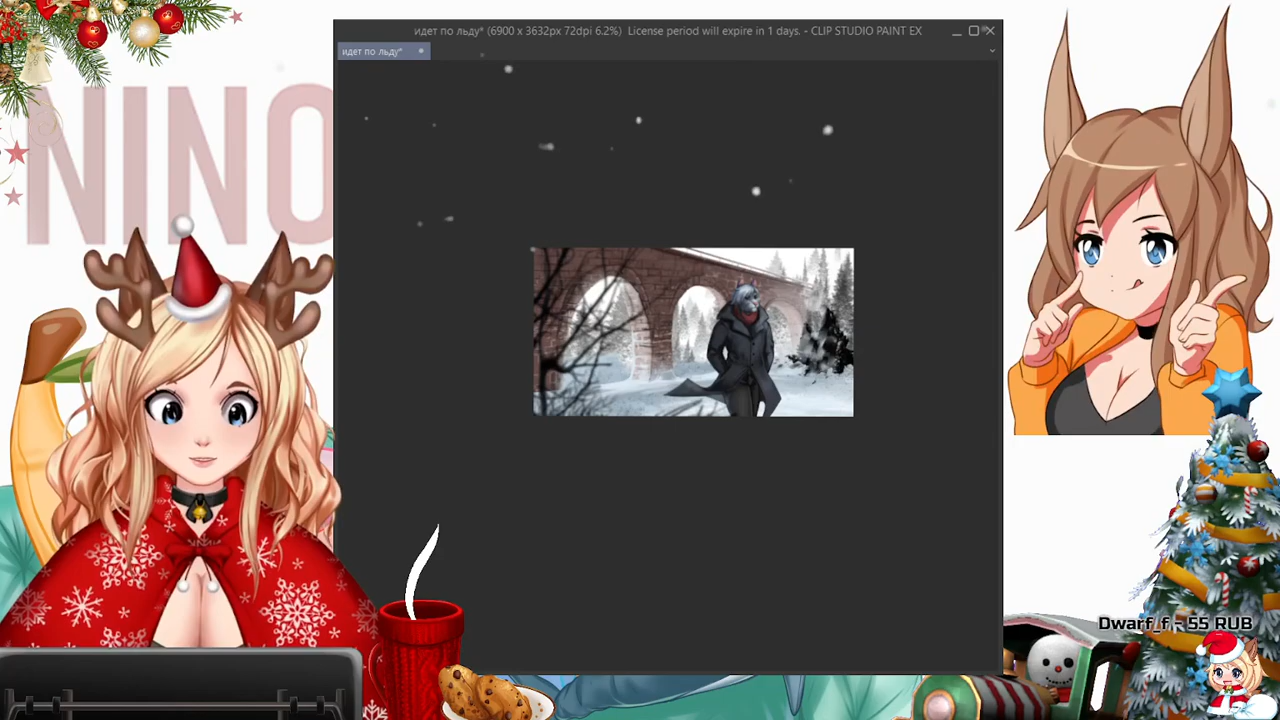 идет по льду* (6900 x 3632px 72dpi 6.2%) License period will expire in 1 days. - CLIP STUDIO PAINT EX
идет по льду*
NINO
Dwarf_f - 55 RUB